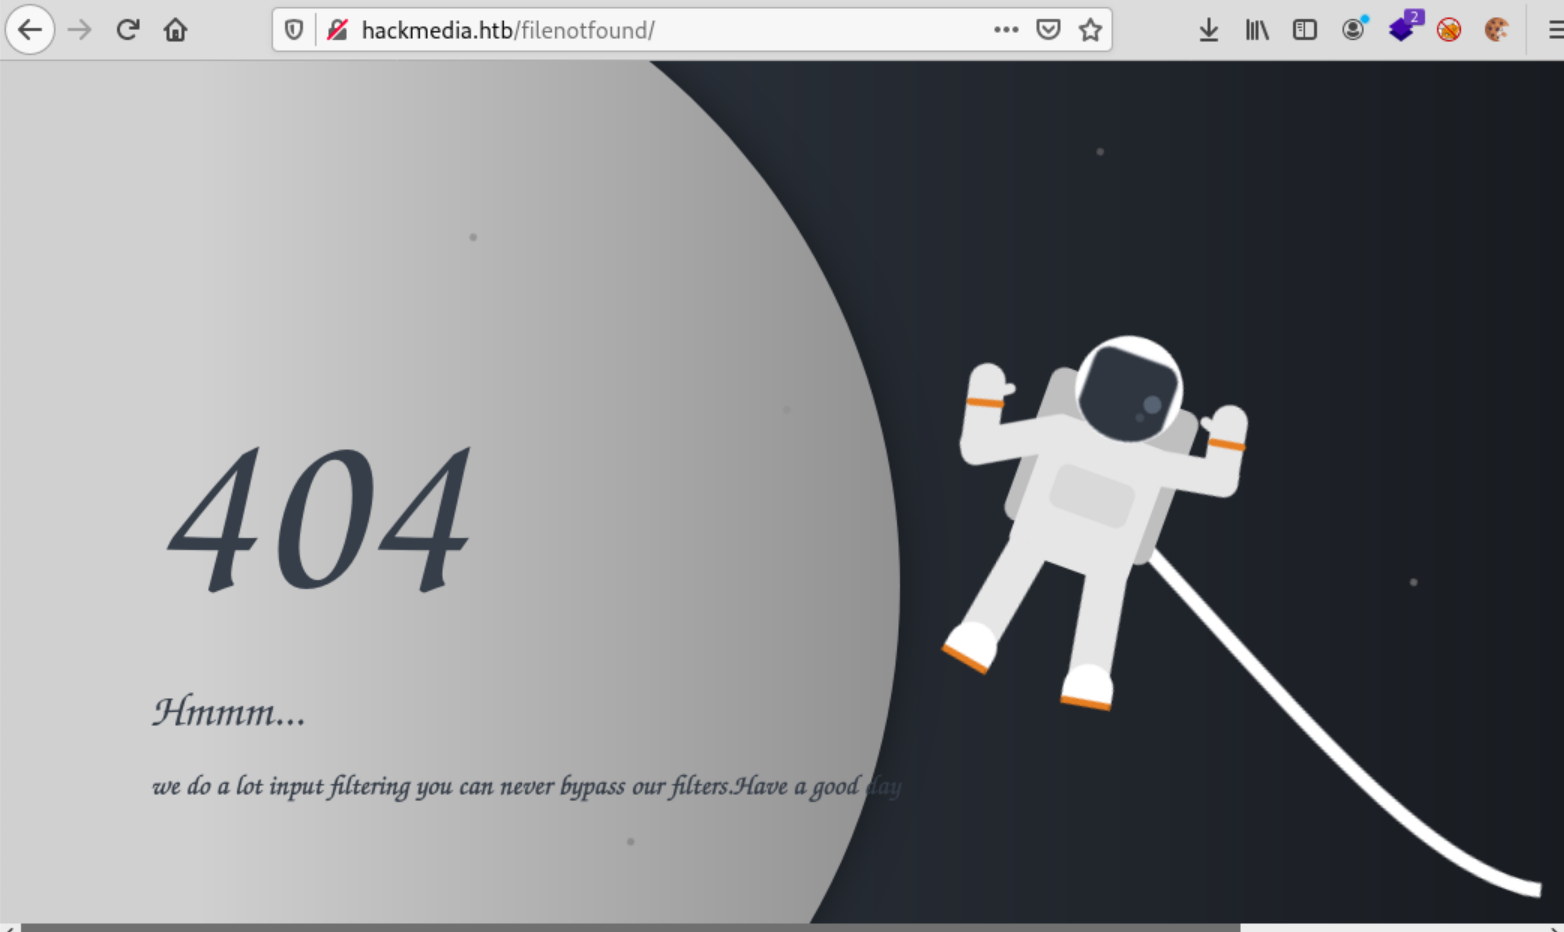 hackmedia.htb/filenotfound/
2
404
Hmmm...
we do a lot input filtering you can never bypass our filters.Have a good day